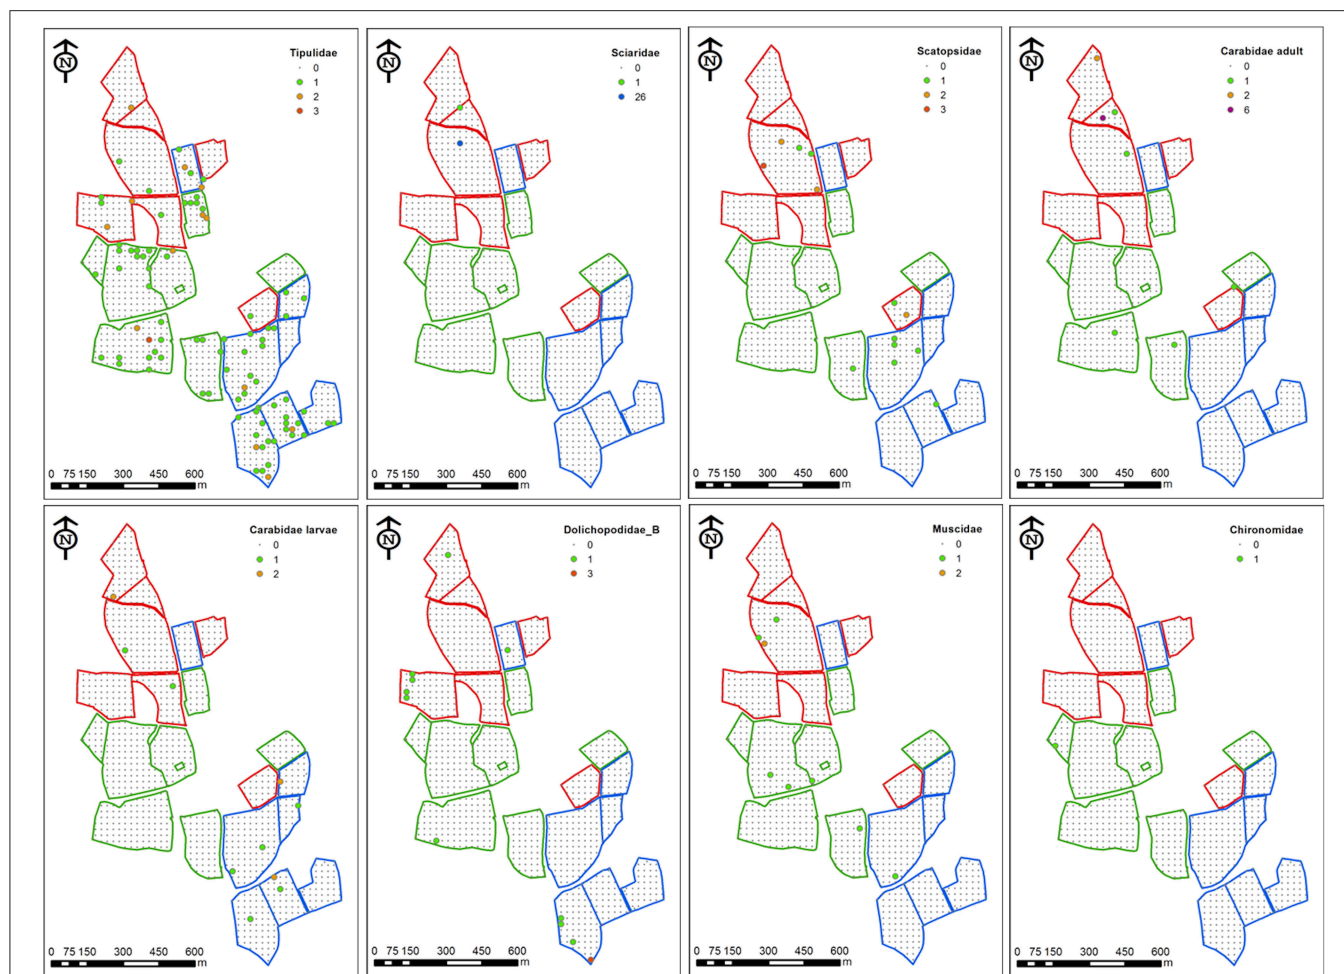 N
Tipulidae
0
1
2
3
0 75 150 300 450 600
m
N
Sciaridae
0
1
26
0 75 150 300 450 600
m
N
Scatopsidae
0
1
2
3
0 75 150 300 450 600
m
N
Carabidae adult
0
1
2
6
0 75 150 300 450 600
m
N
Carabidae larvae
0
1
2
0 75 150 300 450 600
m
N
Dolichopodidae_B
0
1
3
0 75 150 300 450 600
m
N
Muscidae
0
1
2
0 75 150 300 450 600
m
N
Chironomidae
0
1
0 75 150 300 450 600
m